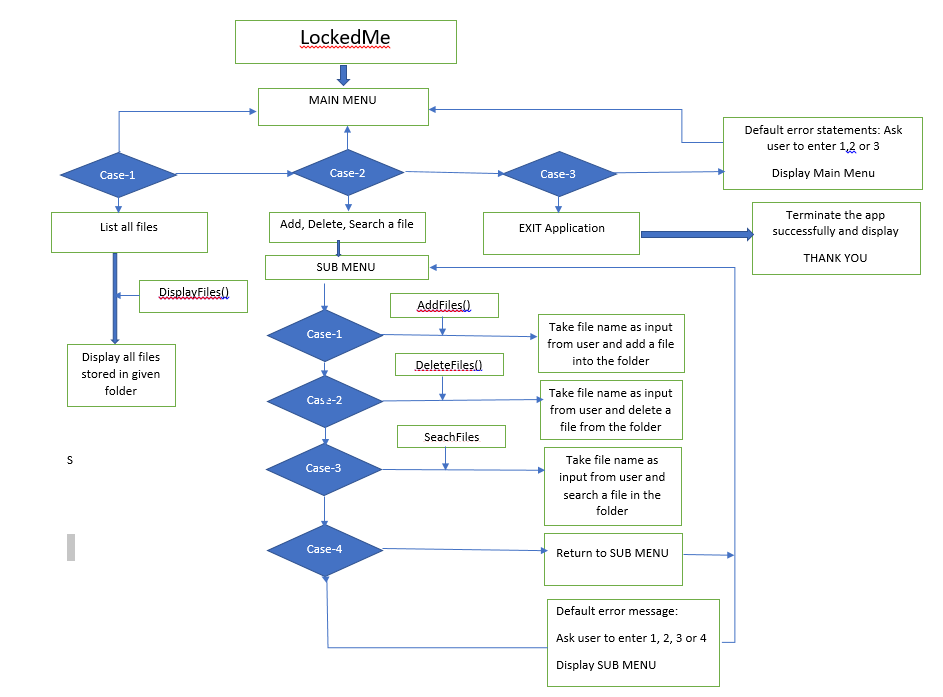 LockedMe
MAIN MENU
Default error statements: Ask
user to enter 1,2 or 3
Display Main Menu
Case-1
Case-2
Case-3
List all files
Add, Delete, Search a file
EXIT Application
Terminate the app
successfully and display
THANK YOU
SUB MENU
DisplayFiles()
AddFiles()
Case-1
Take file name as input
from user and add a file
into the folder
Display all files
stored in given
folder
DeleteFiles()
Case-2
Take file name as input
from user and delete a
file from the folder
SeachFiles
S
Case-3
Take file name as
input from user and
search a file in the
folder
Case-4
Return to SUB MENU
Default error message:
Ask user to enter 1, 2, 3 or 4
Display SUB MENU